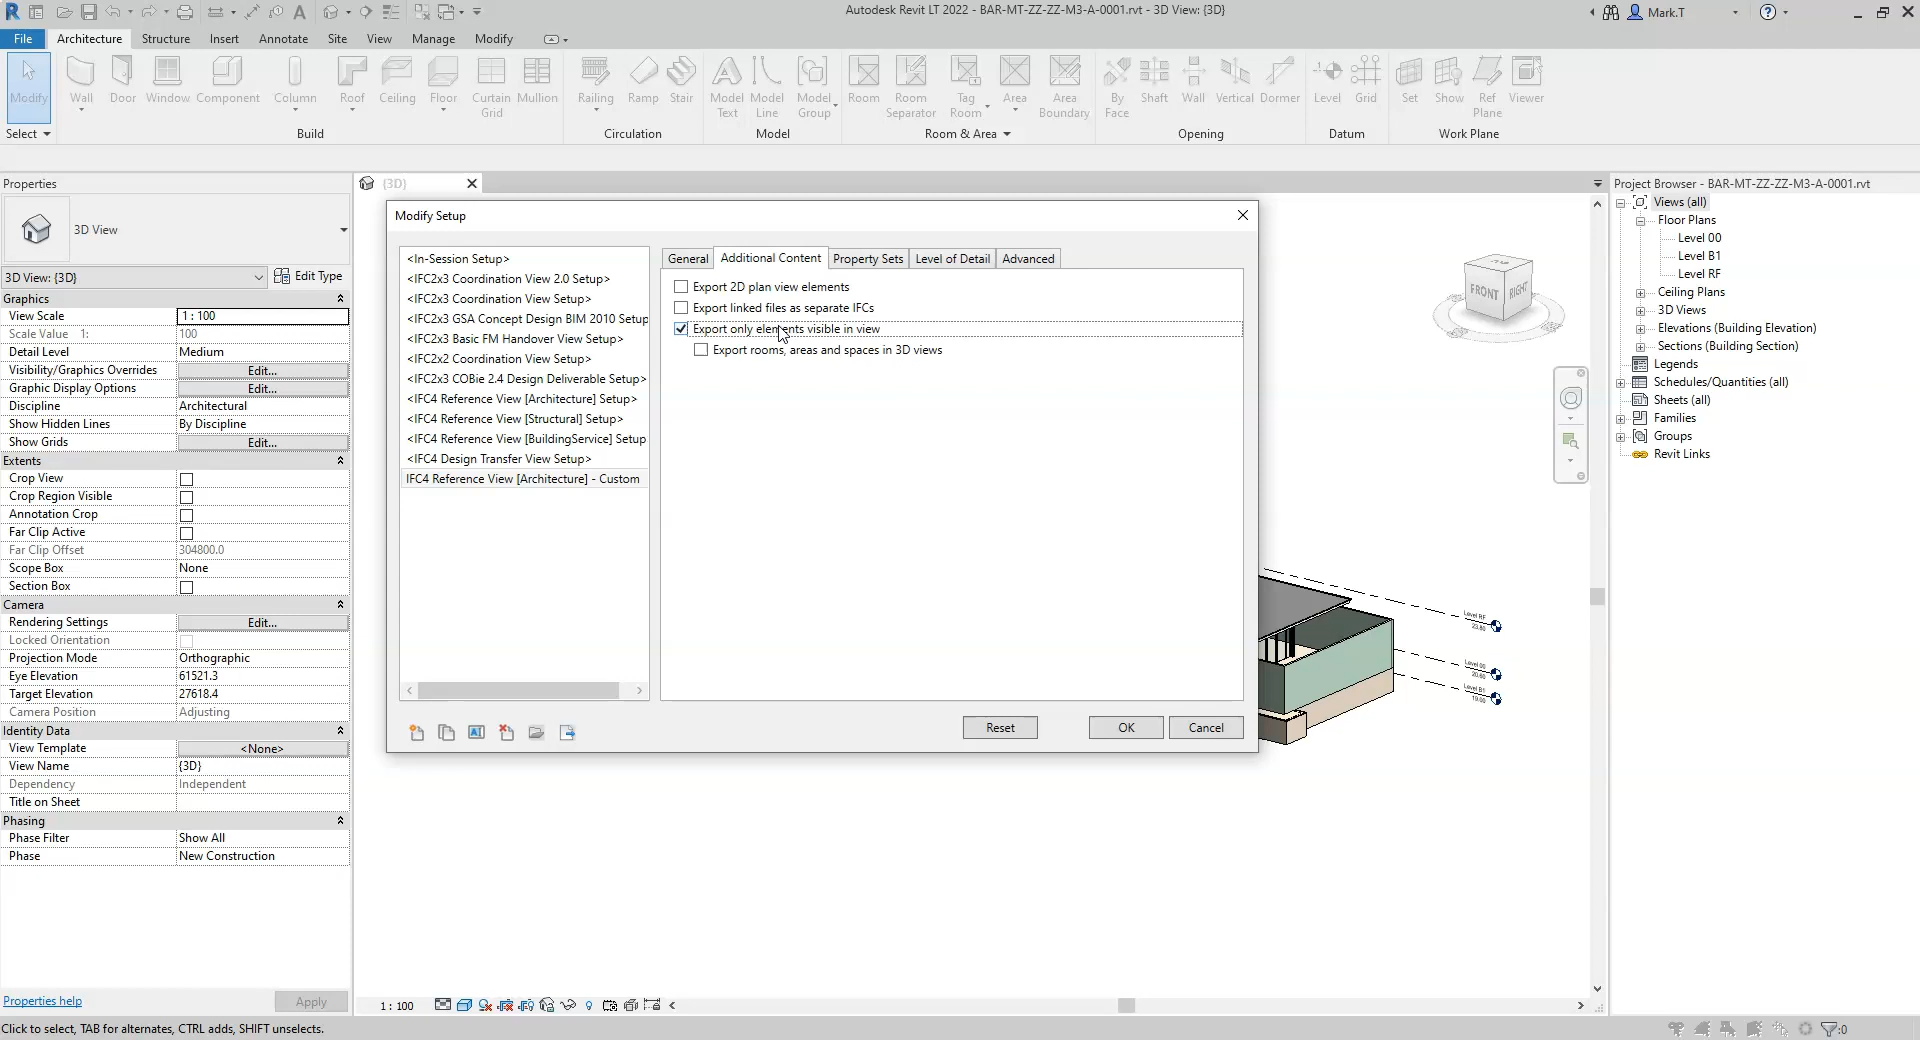 Autodesk Revit LT 2022 - BAR-MT-ZZ-ZZ-M3-A-0001.rvt - 3D View: {3D}
Mark.T
File
Architecture
Structure
Insert
Annotate
Site
View
Manage
Modify
Modify
Wall
Door
Window
Component
Column
Roof
Ceiling
Floor
Curtain
Grid
Mullion
Railing
Ramp
Stair
Model
Text
Model
Line
Model
Group
Room
Room
Separator
Tag
Room
Area
Area
Boundary
By
Face
Shaft
Wall
Vertical
Dormer
Level
Grid
Set
Show
Ref
Plane
Viewer
Select
Build
Circulation
Model
Room & Area
Opening
Datum
Work Plane
Properties
3D View
3D View: {3D}
Edit Type
Graphics
View Scale
1 : 100
Scale Value 1:
100
Detail Level
Medium
Visibility/Graphics Overrides
Edit...
Graphic Display Options
Edit...
Discipline
Architectural
Show Hidden Lines
By Discipline
Show Grids
Edit...
Extents
Crop View
Crop Region Visible
Annotation Crop
Far Clip Active
Far Clip Offset
304800.0
Scope Box
None
Section Box
Camera
Rendering Settings
Edit...
Locked Orientation
Projection Mode
Orthographic
Eye Elevation
61521.3
Target Elevation
27618.4
Camera Position
Adjusting
Identity Data
View Template
<None>
View Name
{3D}
Dependency
Independent
Title on Sheet
Phasing
Phase Filter
Show All
Phase
New Construction
Properties help
Apply
{3D}
Modify Setup
<In-Session Setup>
<IFC2x3 Coordination View 2.0 Setup>
<IFC2x3 Coordination View Setup>
<IFC2x3 GSA Concept Design BIM 2010 Setup
<IFC2x3 Basic FM Handover View Setup>
<IFC2x2 Coordination View Setup>
<IFC2x3 COBie 2.4 Design Deliverable Setup>
<IFC4 Reference View [Architecture] Setup>
<IFC4 Reference View [Structural] Setup>
<IFC4 Reference View [BuildingService] Setup
<IFC4 Design Transfer View Setup>
IFC4 Reference View [Architecture] - Custom
General
Additional Content
Property Sets
Level of Detail
Advanced
Export 2D plan view elements
Export linked files as separate IFCs
Export only elements visible in view
Export rooms, areas and spaces in 3D views
Reset
OK
Cancel
FRONT
RIGHT
Level RF
23.80
Level 00
20.60
Level B1
19.00
Project Browser - BAR-MT-ZZ-ZZ-M3-A-0001.rvt
Views (all)
Floor Plans
Level 00
Level B1
Level RF
Ceiling Plans
3D Views
Elevations (Building Elevation)
Sections (Building Section)
Legends
Schedules/Quantities (all)
Sheets (all)
Families
Groups
Revit Links
1 : 100
Click to select, TAB for alternates, CTRL adds, SHIFT unselects.
:0